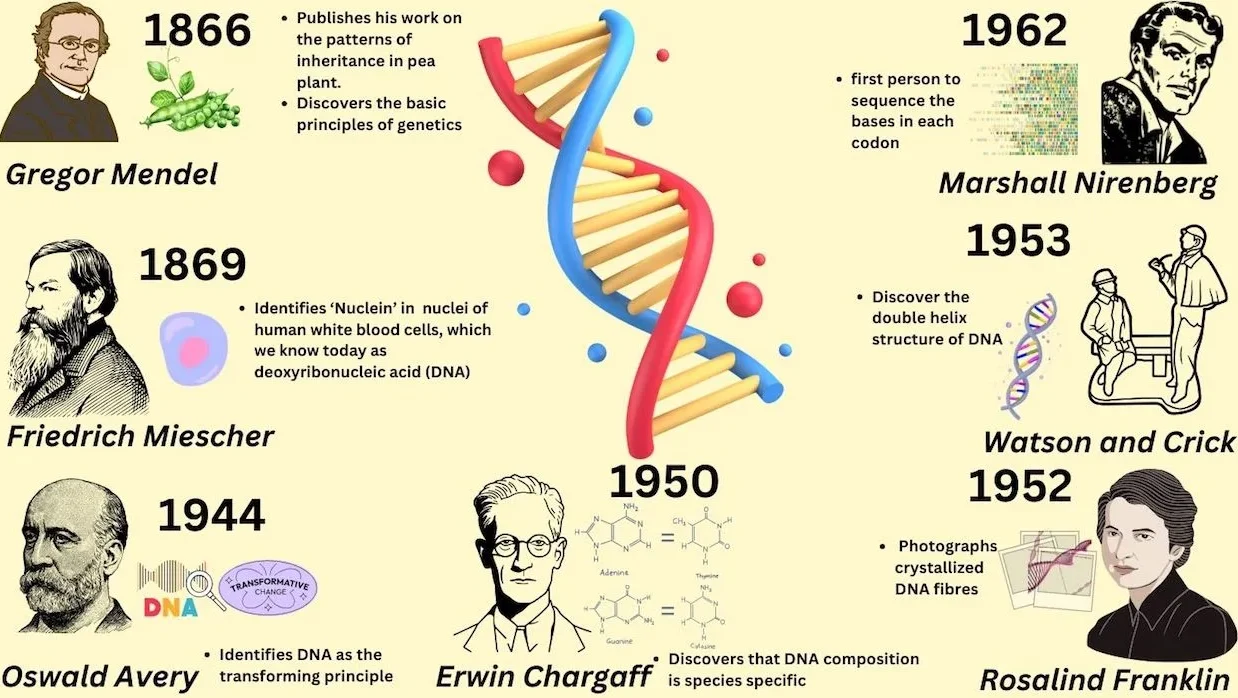 1866
Publishes his work on
the patterns of
inheritance in pea
plant.
Discovers the basic
principles of genetics
Gregor Mendel
1869
Identifies ‘Nuclein’ in nuclei of
human white blood cells, which
we know today as
deoxyribonucleic acid (DNA)
Friedrich Miescher
1944
DNA
TRANSFORMATIVE
CHANGE
Oswald Avery
Identifies DNA as the
transforming principle
1950
NH₂
N
N
H
H
N
N
H
Adenine
=
O
CH₃
N
H
H
N
O
H
Thymine
O
N
N
H
H
N
N
NH₂
H
Guanine
=
NH₂
H
N
H
N
O
H
Cytosine
Erwin Chargaff
Discovers that DNA composition
is species specific
1952
Photographs
crystallized
DNA fibres
Rosalind Franklin
1953
Discover the
double helix
structure of DNA
Watson and Crick
1962
first person to
sequence the
bases in each
codon
Marshall Nirenberg